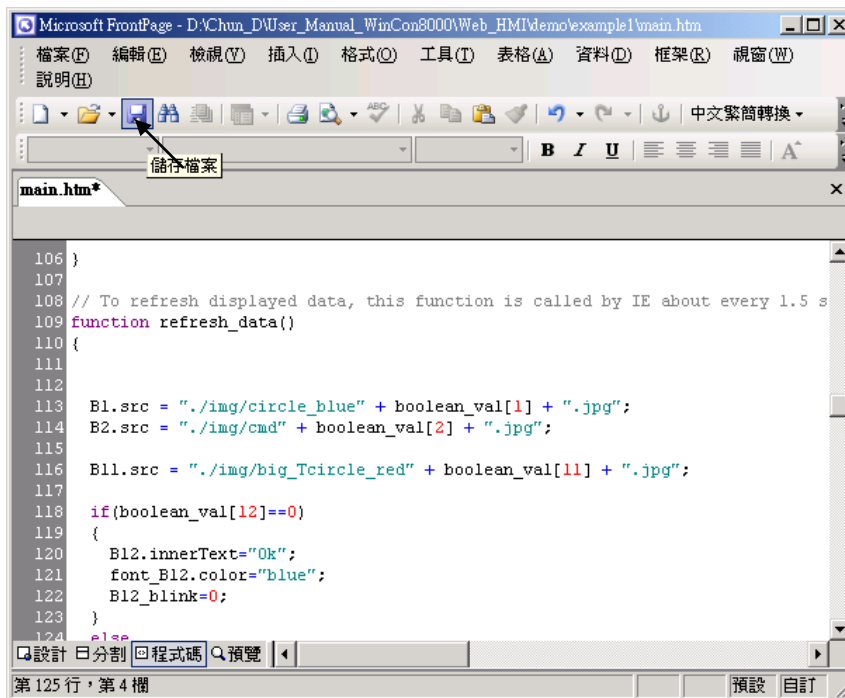 Microsoft FrontPage - D:\Chun_D\User_Manual_WinCon8000\Web_HMI\demo\example1\main.htm
檔案(F) 編輯(E) 檢視(V) 插入(I) 格式(O) 工具(T) 表格(A) 資料(D) 框架(R) 視窗(W)
說明(H)
ABC 中文繁簡轉換
B I U A
儲存檔案
main.htm*
106 }
107
108 // To refresh displayed data, this function is called by IE about every 1.5 s
109 function refresh_data()
110 {
111
112
113 B1.src = "./img/circle_blue" + boolean_val[1] + ".jpg";
114 B2.src = "./img/cmd" + boolean_val[2] + ".jpg";
115
116 B11.src = "./img/big_Tcircle_red" + boolean_val[11] + ".jpg";
117
118 if(boolean_val[12]==0)
119 {
120 B12.innerText="Ok";
121 font_B12.color="blue";
122 B12_blink=0;
123 }
124 else
設計 分割 程式碼 預覽
第 125 行，第 4 欄 預設 自訂